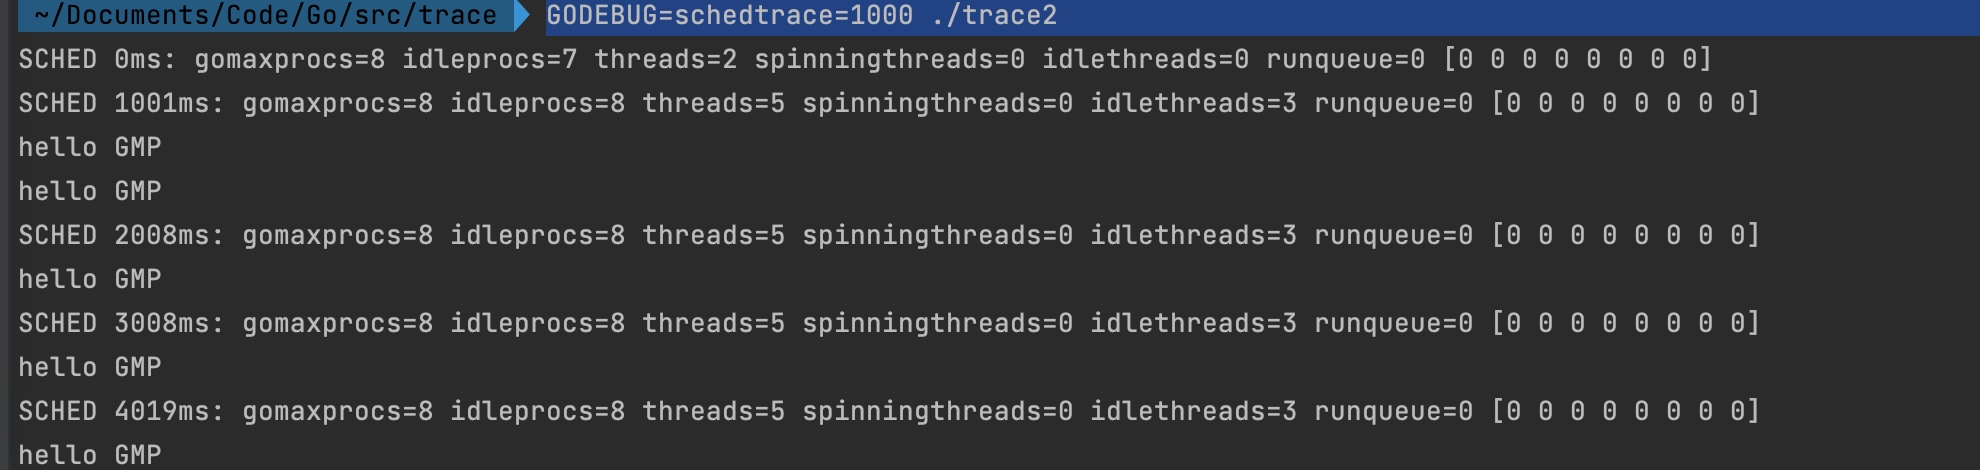 ~/Documents/Code/Go/src/trace GODEBUG=schedtrace=1000 ./trace2
SCHED 0ms: gomaxprocs=8 idleprocs=7 threads=2 spinningthreads=0 idlethreads=0 runqueue=0 [0 0 0 0 0 0 0 0]
SCHED 1001ms: gomaxprocs=8 idleprocs=8 threads=5 spinningthreads=0 idlethreads=3 runqueue=0 [0 0 0 0 0 0 0 0]
hello GMP
hello GMP
SCHED 2008ms: gomaxprocs=8 idleprocs=8 threads=5 spinningthreads=0 idlethreads=3 runqueue=0 [0 0 0 0 0 0 0 0]
hello GMP
SCHED 3008ms: gomaxprocs=8 idleprocs=8 threads=5 spinningthreads=0 idlethreads=3 runqueue=0 [0 0 0 0 0 0 0 0]
hello GMP
SCHED 4019ms: gomaxprocs=8 idleprocs=8 threads=5 spinningthreads=0 idlethreads=3 runqueue=0 [0 0 0 0 0 0 0 0]
hello GMP